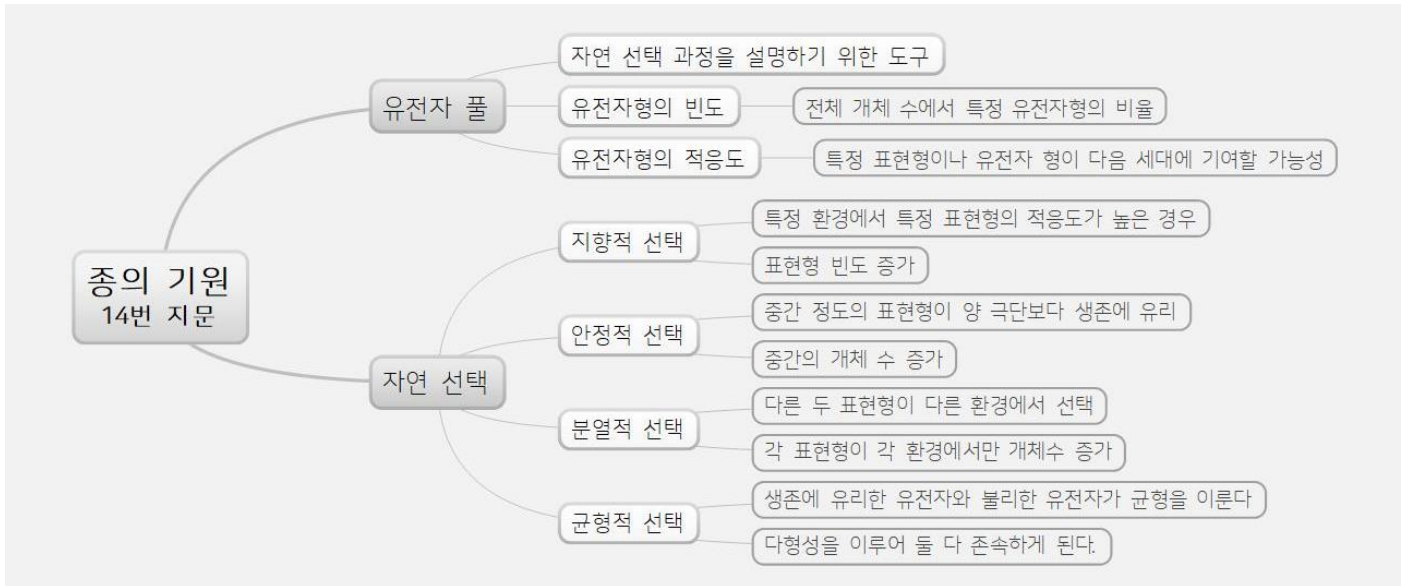 종의 기원
14번 지문
유전자 풀
자연 선택 과정을 설명하기 위한 도구
유전자형의 빈도
전체 개체 수에서 특정 유전자형의 비율
유전자형의 적응도
특정 표현형이나 유전자 형이 다음 세대에 기여할 가능성
자연 선택
지향적 선택
특정 환경에서 특정 표현형의 적응도가 높은 경우
표현형 빈도 증가
안정적 선택
중간 정도의 표현형이 양 극단보다 생존에 유리
중간의 개체 수 증가
분열적 선택
다른 두 표현형이 다른 환경에서 선택
각 표현형이 각 환경에서만 개체수 증가
균형적 선택
생존에 유리한 유전자와 불리한 유전자가 균형을 이룬다
다형성을 이루어 둘 다 존속하게 된다.